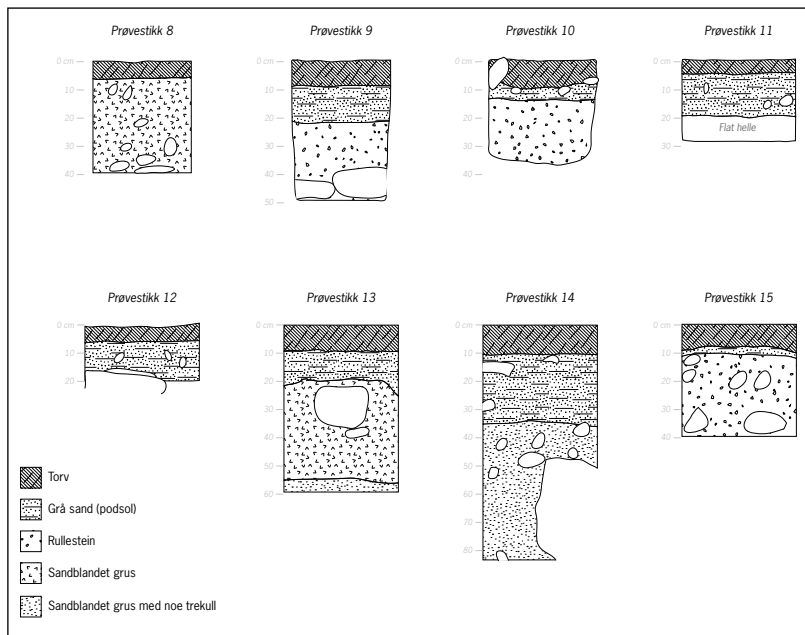 Prøvestikk 8
Prøvestikk 9
Prøvestikk 10
Prøvestikk 11
0 cm
10
20
30
40
0 cm
10
20
30
40
50
0 cm
10
20
30
40
0 cm
10
20
30
Flat helle
Prøvestikk 12
Prøvestikk 13
Prøvestikk 14
Prøvestikk 15
0 cm
10
20
0 cm
10
20
30
40
50
60
0 cm
10
20
30
40
50
60
70
80
0 cm
10
20
30
40
Torv
Grå sand (podsol)
Rullestein
Sandblandet grus
Sandblandet grus med noe trekull